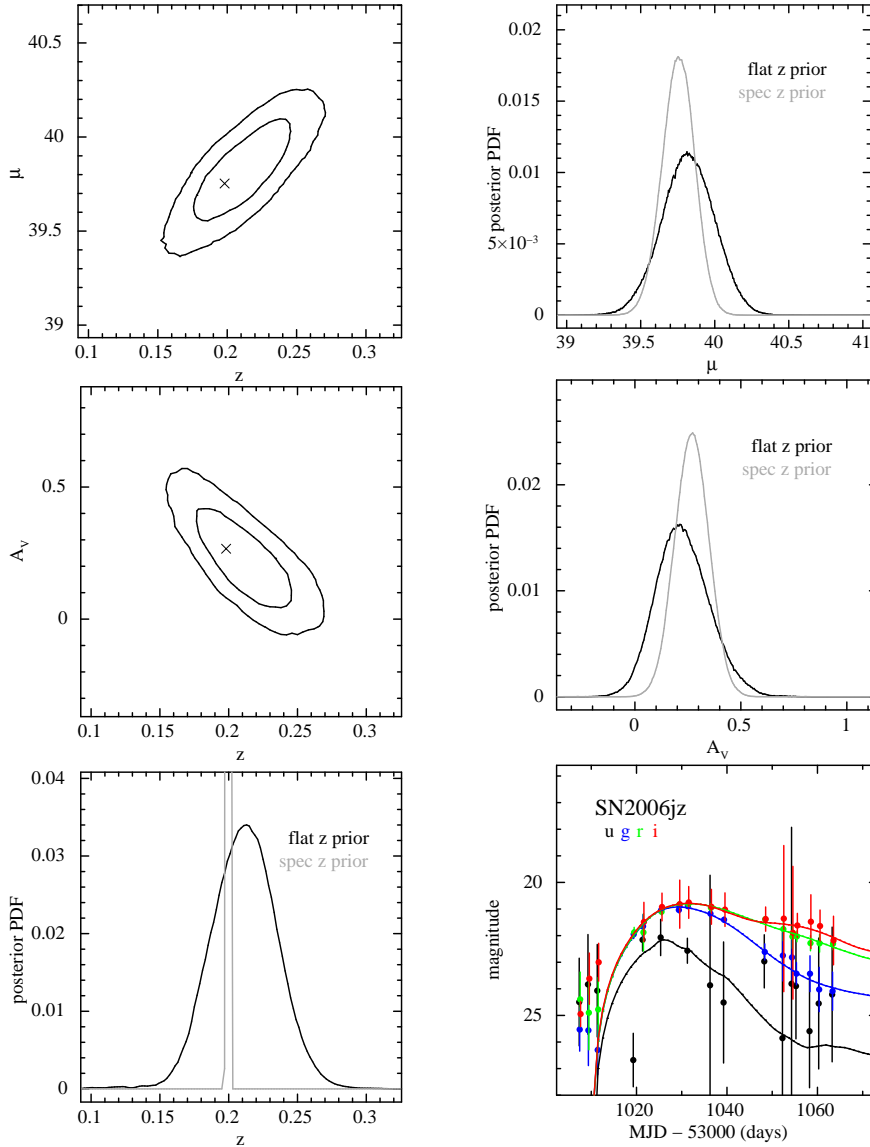 40.5
40
39.5
39
μ
0.1 0.15 0.2 0.25 0.3
z
0.02
0.015
0.01
5×10⁻³
0
posterior PDF
flat z prior
spec z prior
39 39.5 40 40.5 41
μ
0.5
0
A_V
0.1 0.15 0.2 0.25 0.3
z
0.02
0.01
0
posterior PDF
flat z prior
spec z prior
0 0.5 1
A_V
0.04
0.03
0.02
0.01
0
posterior PDF
flat z prior
spec z prior
0.1 0.15 0.2 0.25 0.3
z
SN2006jz
u g r i
20
25
magnitude
1020 1040 1060
MJD − 53000 (days)